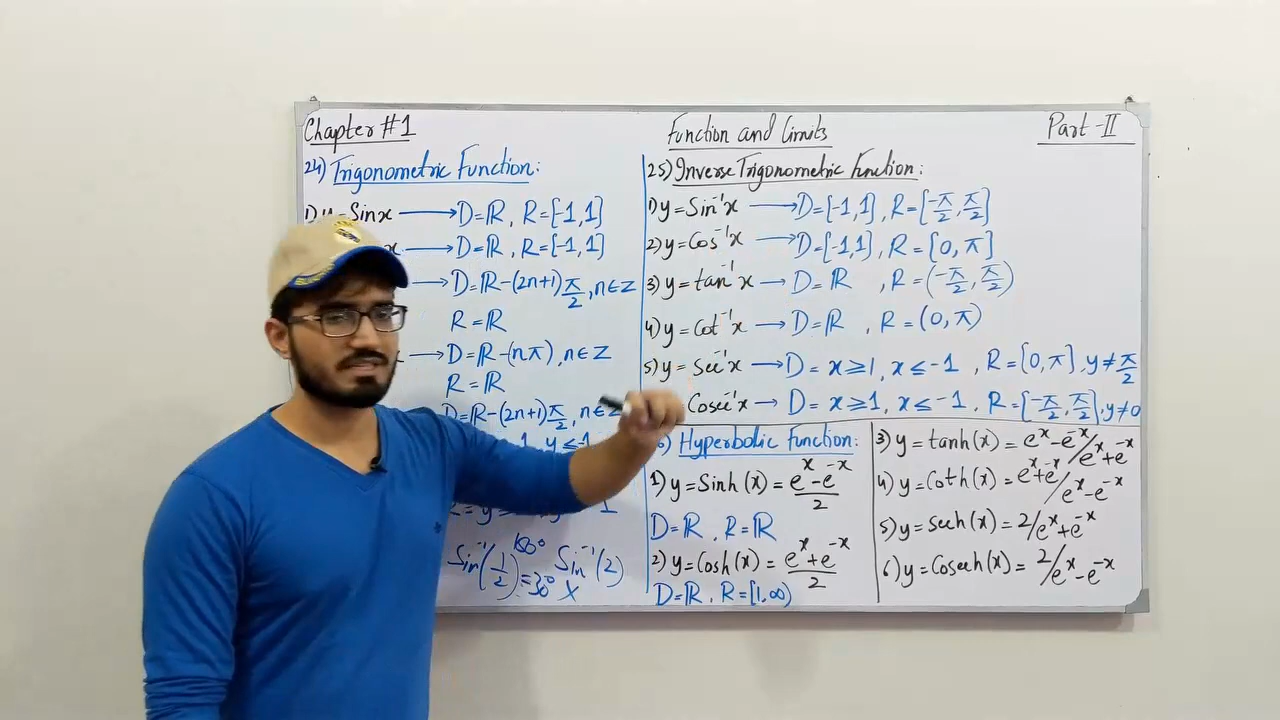 Chapter #1
Function and Limits
Part-II
24) Trigonometric Function:
Sinx → D=ℝ, R=[-1,1]
x → D=ℝ, R=[-1,1]
→ D=ℝ-(2n+1)π/2, n∈Z
R=ℝ
→ D=ℝ-(nπ), n∈Z
R=ℝ
D=ℝ-(2n+1)π/2, n∈Z
y≤-1
Sin⁻¹(1/2)=30°
150°
Sin⁻¹(2)
X
25) Inverse Trigonometric Function:
1) y=Sin⁻¹x → D=[-1,1], R=[-π/2, π/2]
2) y=Cos⁻¹x → D=[-1,1], R=[0,π]
3) y=tan⁻¹x → D=ℝ, R=(-π/2, π/2)
4) y=Cot⁻¹x → D=ℝ, R=(0,π)
5) y=Sec⁻¹x → D= x≥1, x≤-1, R=[0,π], y≠π/2
Cosec⁻¹x → D= x≥1, x≤-1, R=[-π/2, π/2], y≠0
Hyperbolic Function:
1) y=Sinh(x)= (eˣ-e⁻ˣ)/2
D=ℝ, R=ℝ
2) y=Cosh(x)= (eˣ+e⁻ˣ)/2
D=ℝ, R=[1,∞)
3) y=tanh(x)= eˣ-e⁻ˣ/eˣ+e⁻ˣ
4) y=Coth(x)= eˣ+e⁻ˣ/eˣ-e⁻ˣ
5) y=sech(x)= 2/eˣ+e⁻ˣ
6) y=Cosech(x)= 2/eˣ-e⁻ˣ